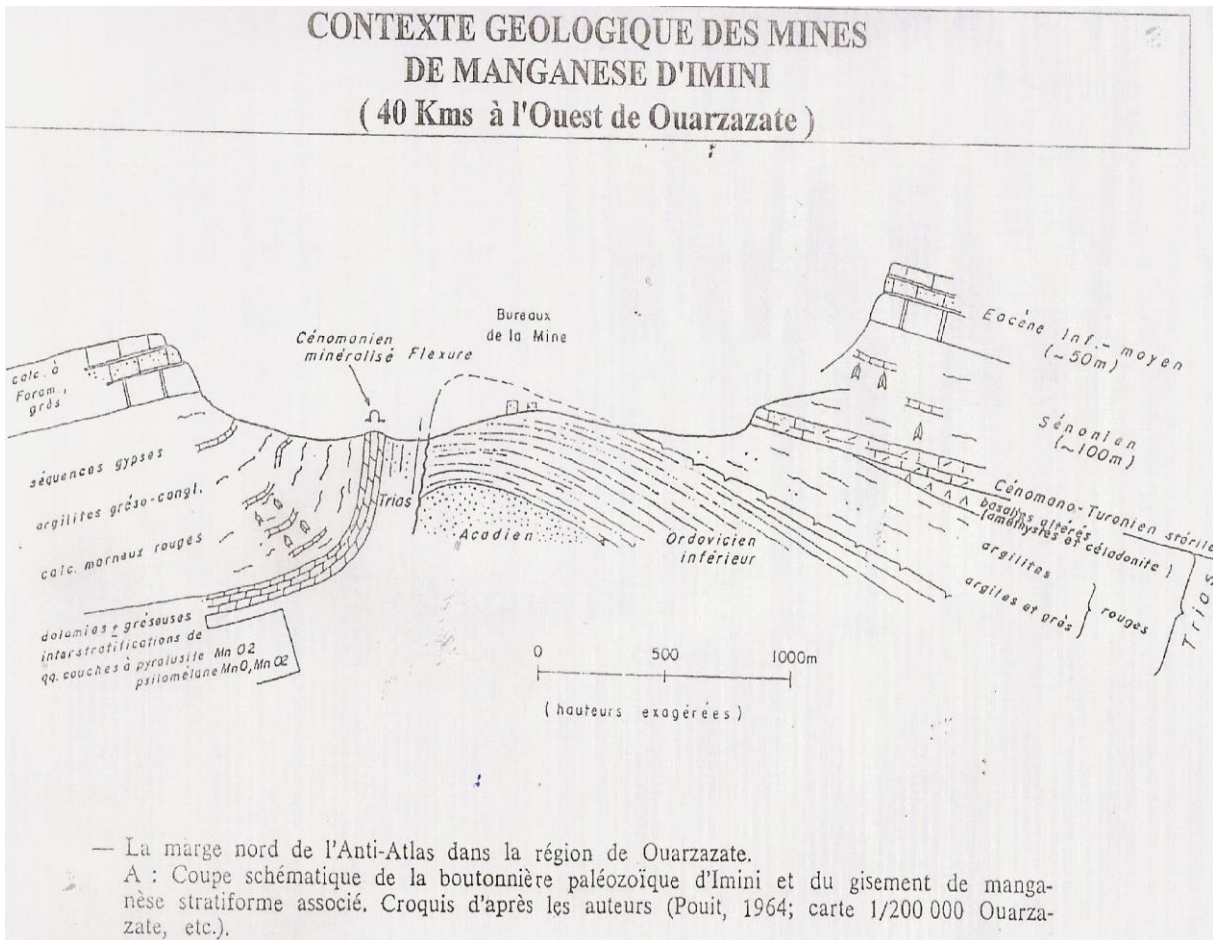 CONTEXTE GEOLOGIQUE DES MINES
DE MANGANESE D'IMINI
( 40 Kms à l'Ouest de Ouarzazate )
Bureaux
de la Mine
Cénomanien
minéralisé
Flexure
calc. à
Foram.,
grès
séquences gypses
argilites gréso-congl.
calc. marneux rouges
dolomies + gréseuses
interstratifications de
qq. couches à pyrolusite Mn O2
psilomélane MnO, Mn O2
Trias
Acadien
Ordovicien
inférieur
Eocène Inf. - moyen
(~50m)
Sénonien
(~100m)
Cénomano-Turonien stérile
basaltes altérés
(améthystes et céladonite )
argilites
argiles et grès
rouges
Trias
0 500 1000m
( hauteurs exagérées )
— La marge nord de l'Anti-Atlas dans la région de Ouarzazate.
A : Coupe schématique de la boutonnière paléozoïque d'Imini et du gisement de manga-
nèse stratiforme associé. Croquis d'après les auteurs (Pouit, 1964; carte 1/200 000 Ouarza-
zate, etc.).